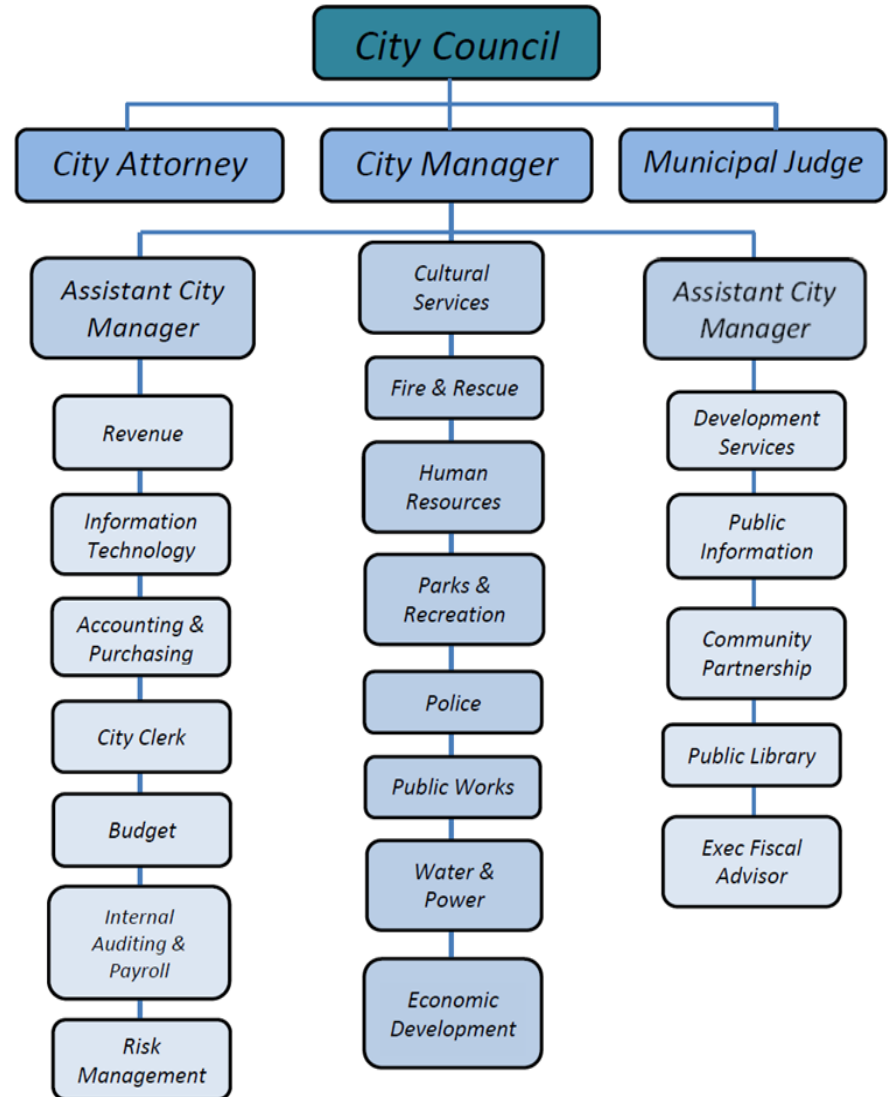 City Council
City Attorney
City Manager
Municipal Judge
Assistant City
Manager
Revenue
Information
Technology
Accounting &
Purchasing
City Clerk
Budget
Internal
Auditing &
Payroll
Risk
Management
Cultural
Services
Fire & Rescue
Human
Resources
Parks &
Recreation
Police
Public Works
Water &
Power
Economic
Development
Assistant City
Manager
Development
Services
Public
Information
Community
Partnership
Public Library
Exec Fiscal
Advisor